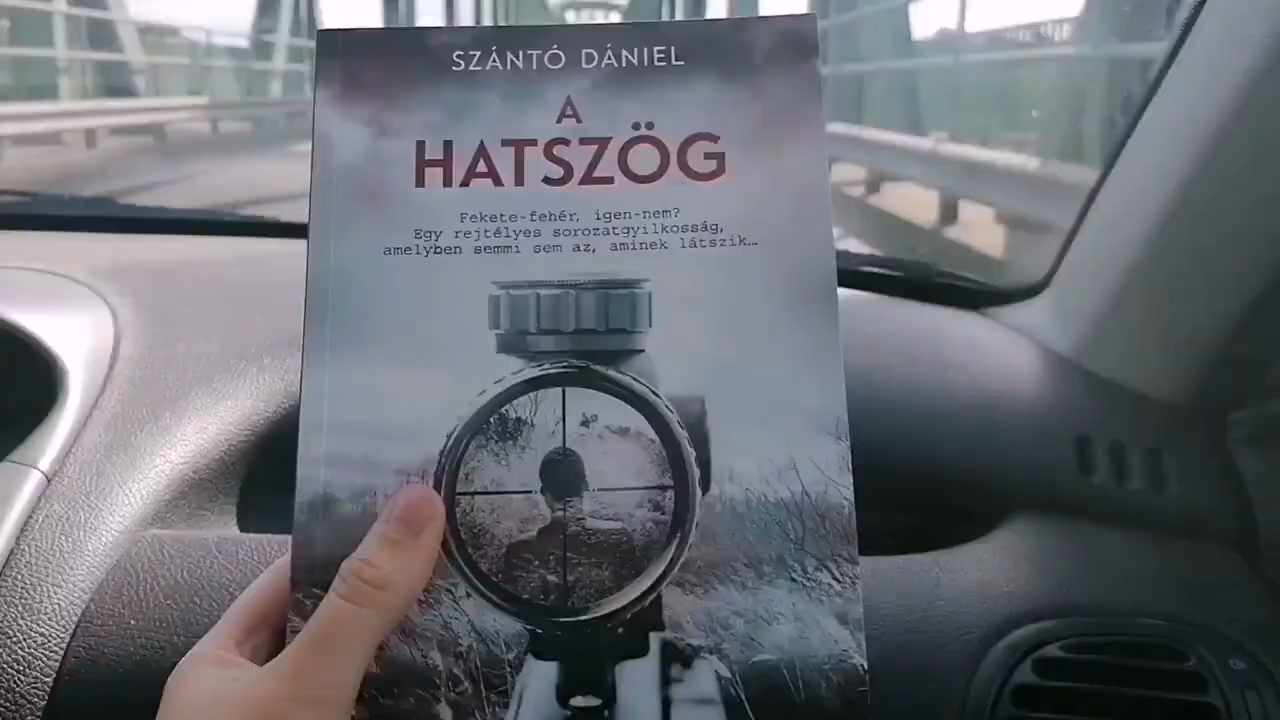 SZÁNTÓ DÁNIEL
A
HATSZÖG
Fekete-fehér, igen-nem?
Egy rejtélyes sorozatgyilkosság,
amelyben semmi sem az, aminek látszik…